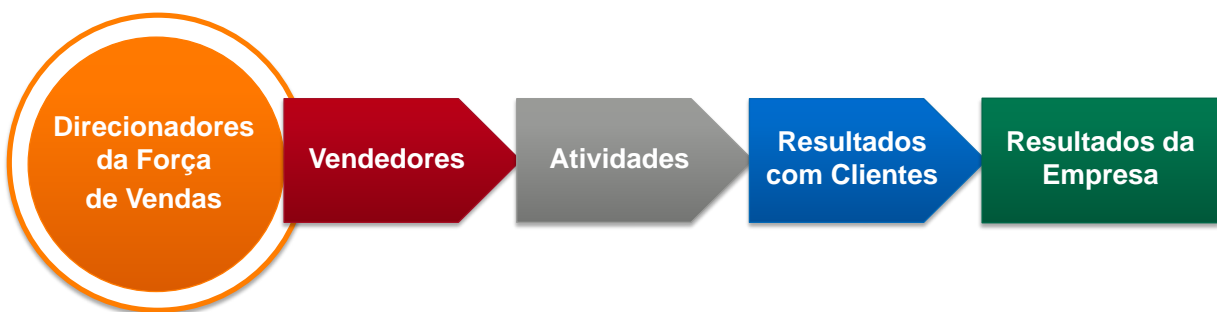 Direcionadores
da Força
de Vendas
Vendedores
Atividades
Resultados
com Clientes
Resultados da
Empresa